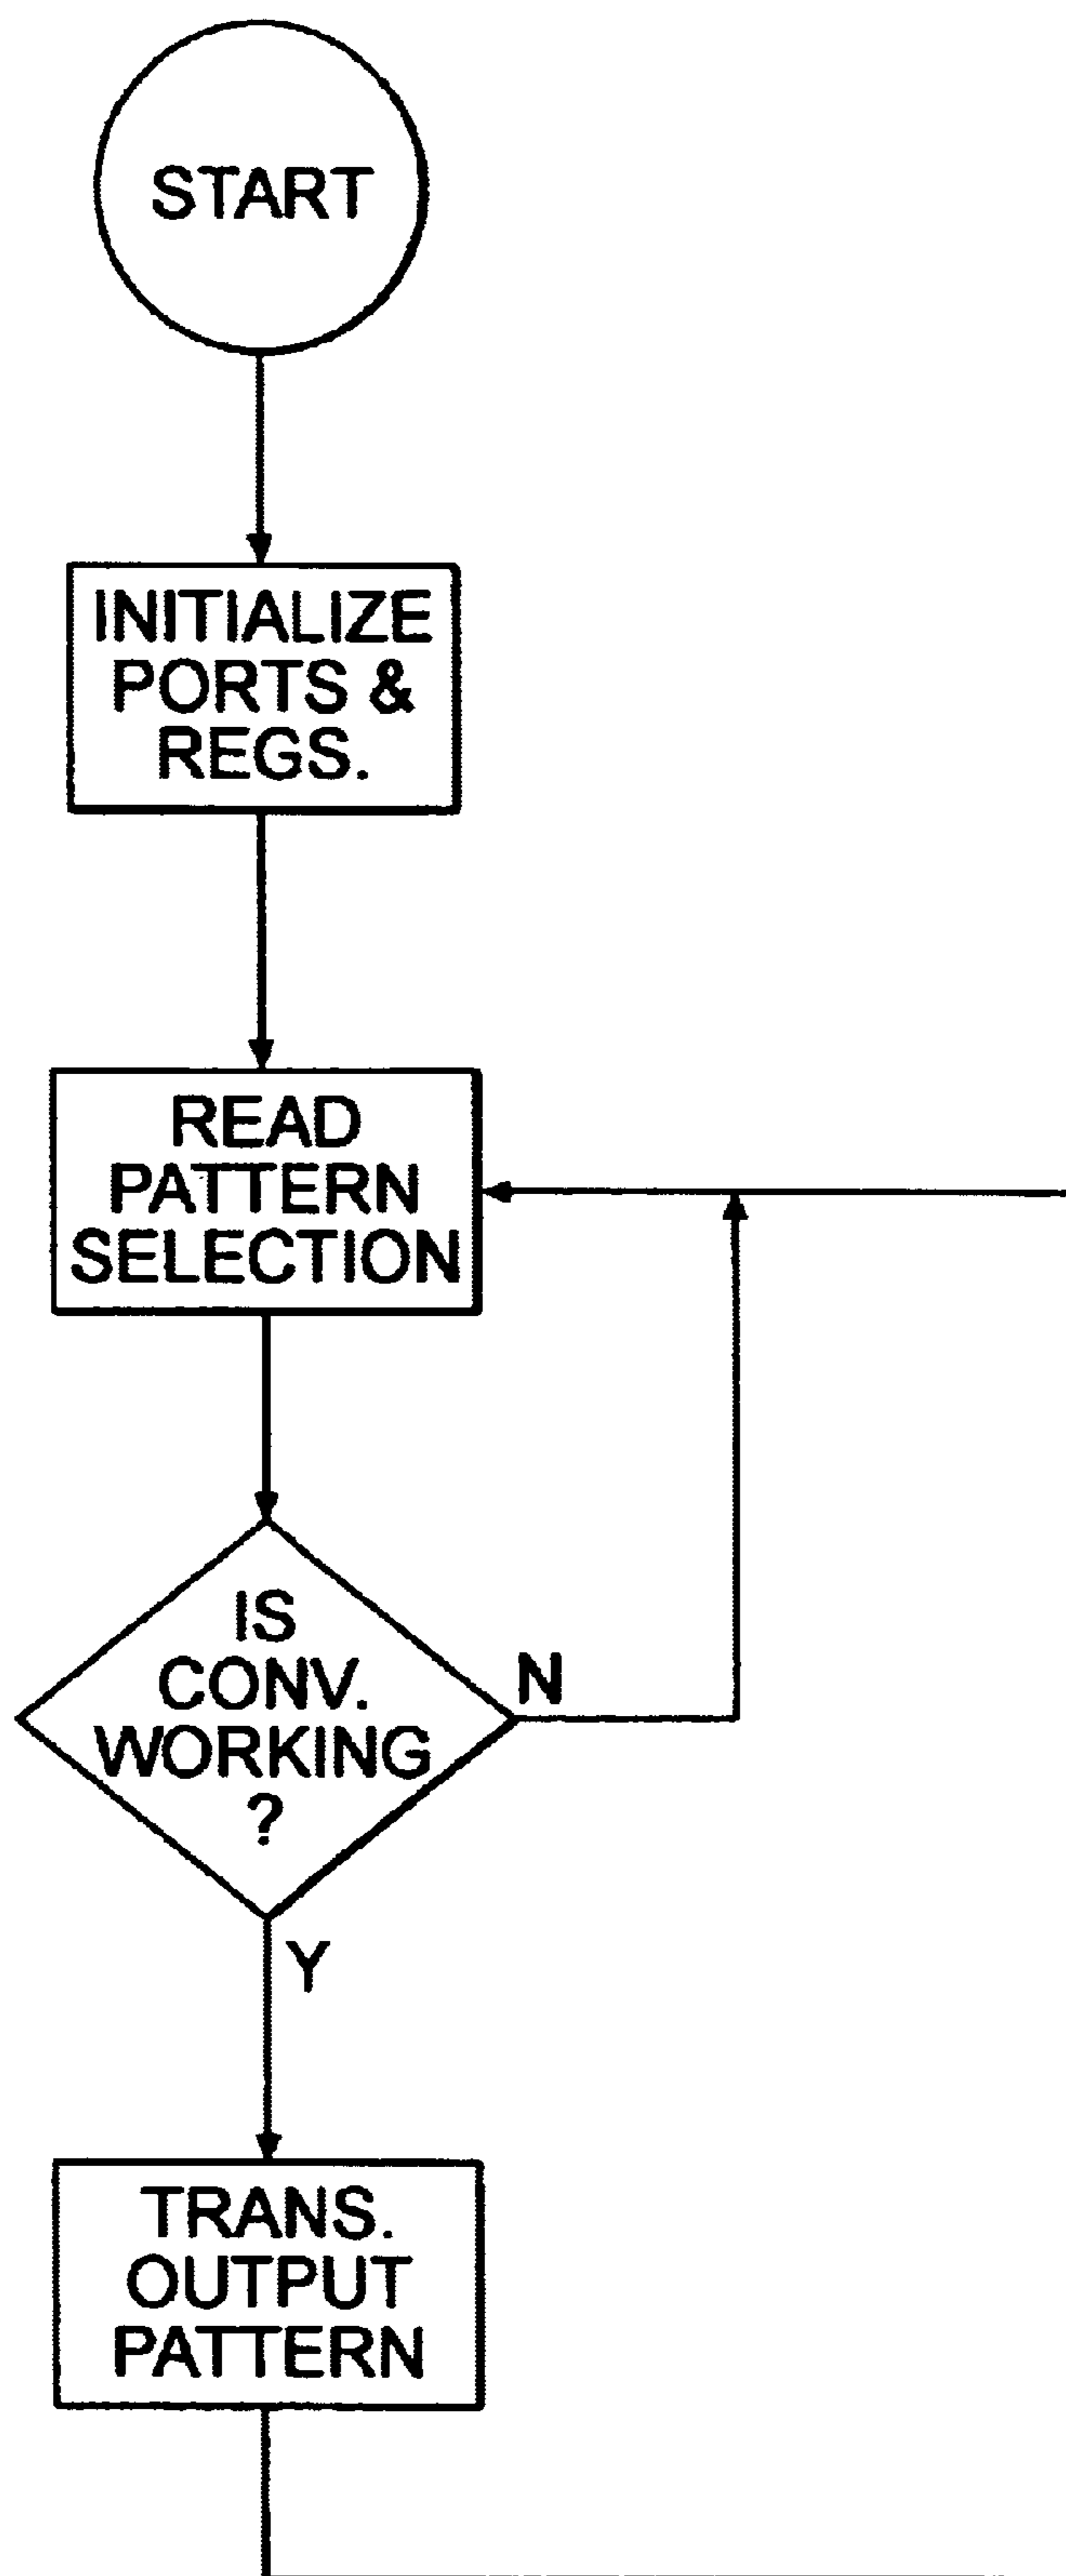 START
INITIALIZE
PORTS &
REGS.
READ
PATTERN
SELECTION
IS
CONV.
WORKING
?
N
Y
TRANS.
OUTPUT
PATTERN